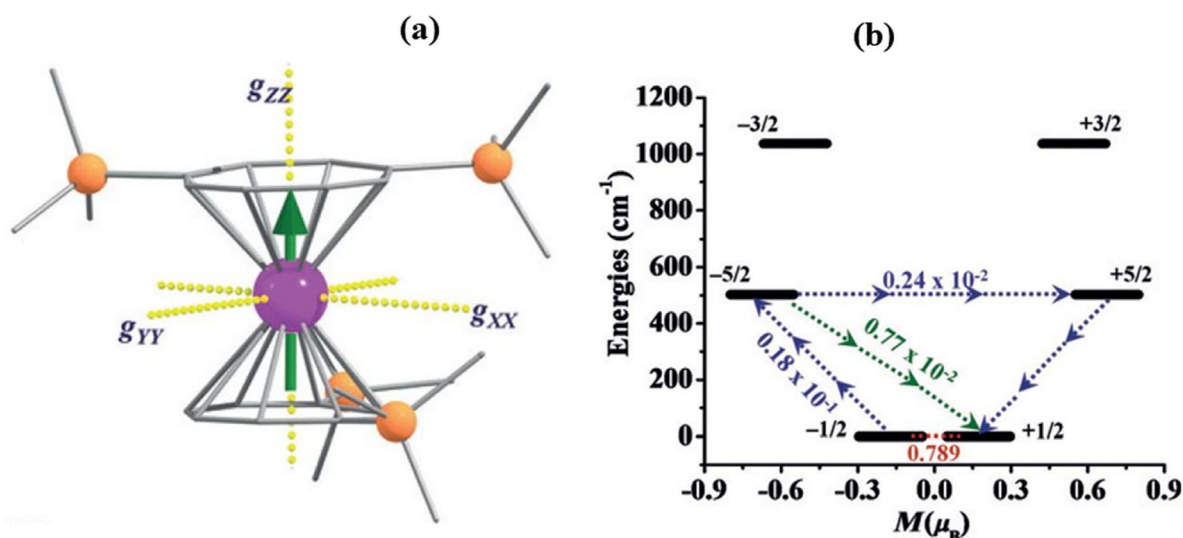 (a)
(b)
gZZ
gYY
gXX
1200
1000
800
600
400
200
0
Energies (cm⁻¹)
−3/2
+3/2
−5/2
+5/2
0.24 x 10⁻²
0.77 x 10⁻²
0.18 x 10⁻¹
−1/2
+1/2
0.789
-0.9
-0.6
-0.3
0.0
0.3
0.6
0.9
M(μB)